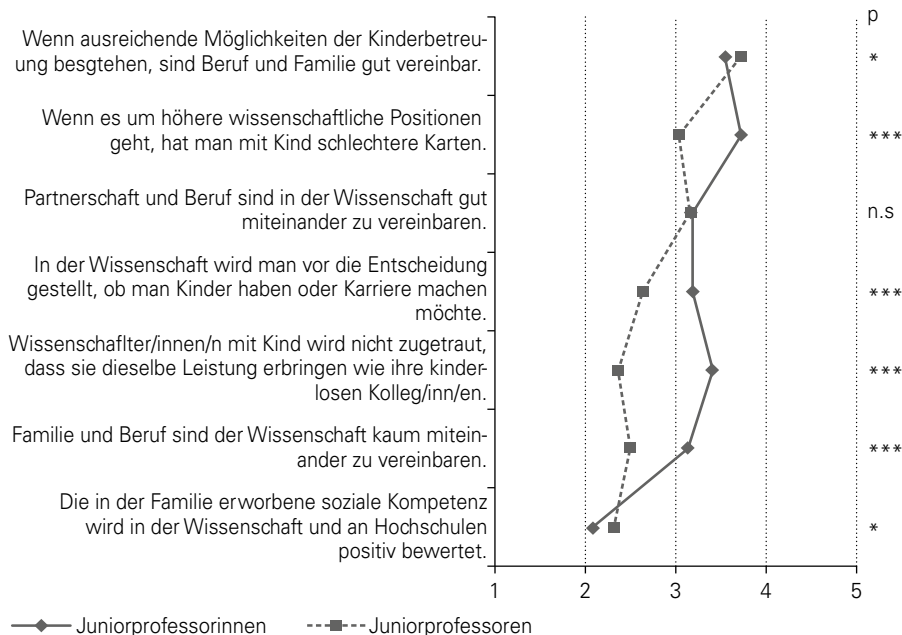 p
Wenn ausreichende Möglichkeiten der Kinderbetreu-
ung besgtehen, sind Beruf und Familie gut vereinbar.
*
Wenn es um höhere wissenschaftliche Positionen
geht, hat man mit Kind schlechtere Karten.
***
Partnerschaft und Beruf sind in der Wissenschaft gut
miteinander zu vereinbaren.
n.s
In der Wissenschaft wird man vor die Entscheidung
gestellt, ob man Kinder haben oder Karriere machen
möchte.
***
Wissenschaflter/innen/n mit Kind wird nicht zugetraut,
dass sie dieselbe Leistung erbringen wie ihre kinder-
losen Kolleg/inn/en.
***
Familie und Beruf sind der Wissenschaft kaum mitein-
ander zu vereinbaren.
***
Die in der Familie erworbene soziale Kompetenz
wird in der Wissenschaft und an Hochschulen
positiv bewertet.
*
1 2 3 4 5
Juniorprofessorinnen Juniorprofessoren